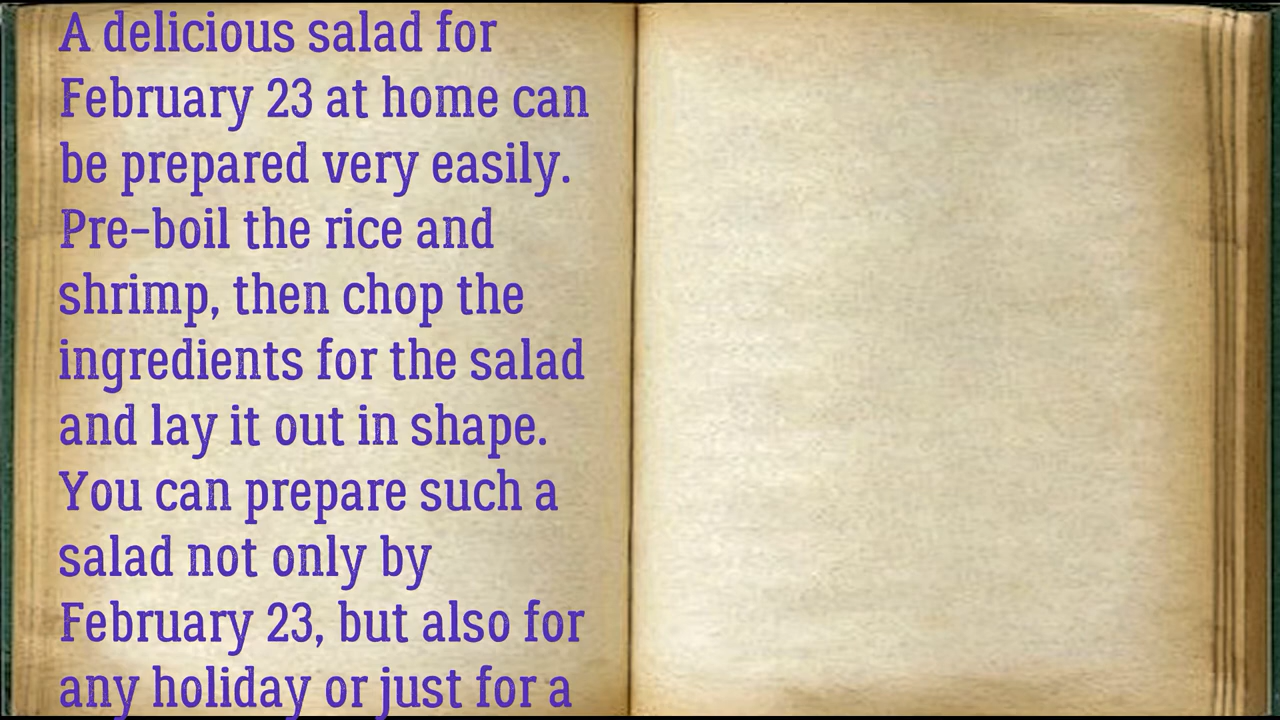 A delicious salad for
February 23 at home can
be prepared very easily.
Pre-boil the rice and
shrimp, then chop the
ingredients for the salad
and lay it out in shape.
You can prepare such a
salad not only by
February 23, but also for
any holiday or just for a